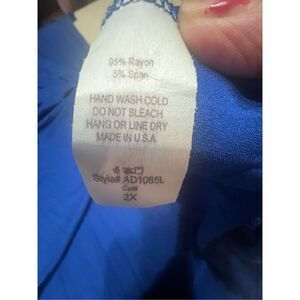 95% Rayon
5% Span
HAND WASH COLD
DO NOT BLEACH
HANG OR LINE DRY
MADE IN U.S.A.
Style# AD1085L
2X